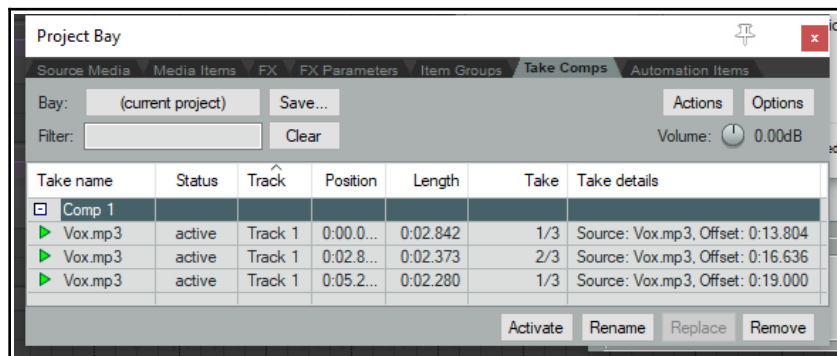 Project Bay
Source Media Media Items FX FX Parameters Item Groups Take Comps Automation Items
Bay: (current project) Save... Actions Options
Filter: Clear Volume: 0.00dB
Take name Status Track Position Length Take Take details
Comp 1
Vox.mp3 active Track 1 0:00.0... 0:02.842 1/3 Source: Vox.mp3, Offset: 0:13.804
Vox.mp3 active Track 1 0:02.8... 0:02.373 2/3 Source: Vox.mp3, Offset: 0:16.636
Vox.mp3 active Track 1 0:05.2... 0:02.280 1/3 Source: Vox.mp3, Offset: 0:19.000
Activate Rename Replace Remove